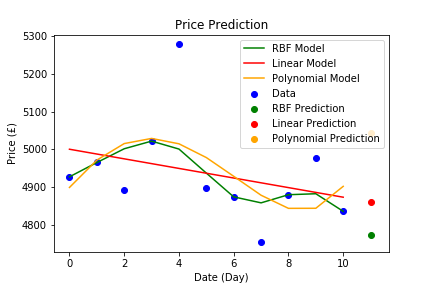 Price Prediction
5300
5200
5100
5000
4900
4800
Price (£)
0
2
4
6
8
10
Date (Day)
RBF Model
Linear Model
Polynomial Model
Data
RBF Prediction
Linear Prediction
Polynomial Prediction